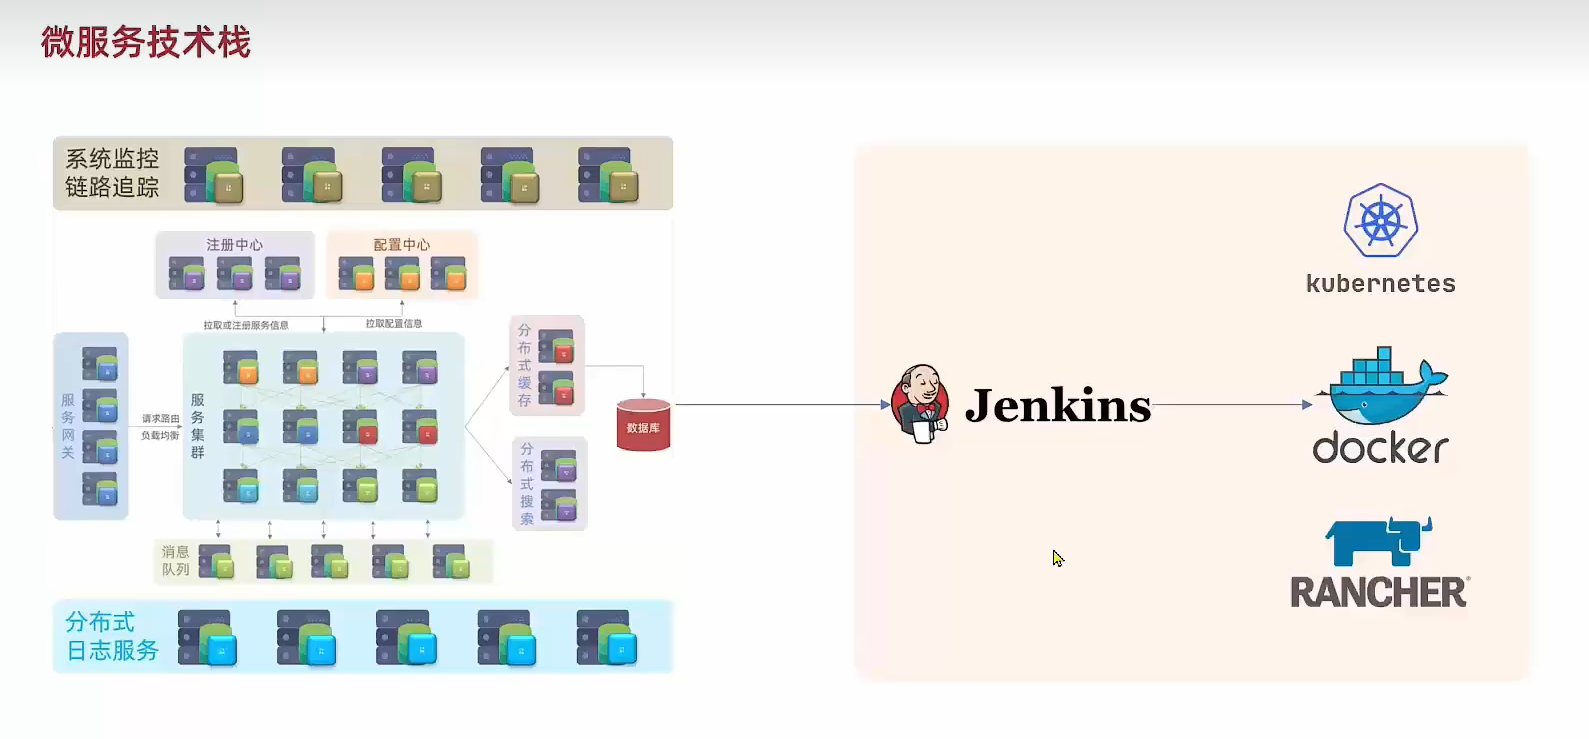 微服务技术栈
系统监控
链路追踪
注册中心
配置中心
拉取或注册服务信息
拉取配置信息
服务网关
请求路由
负载均衡
服务集群
分布式缓存
分布式搜索
数据库
消息
队列
分布式
日志服务
Jenkins
kubernetes
docker
RANCHER®